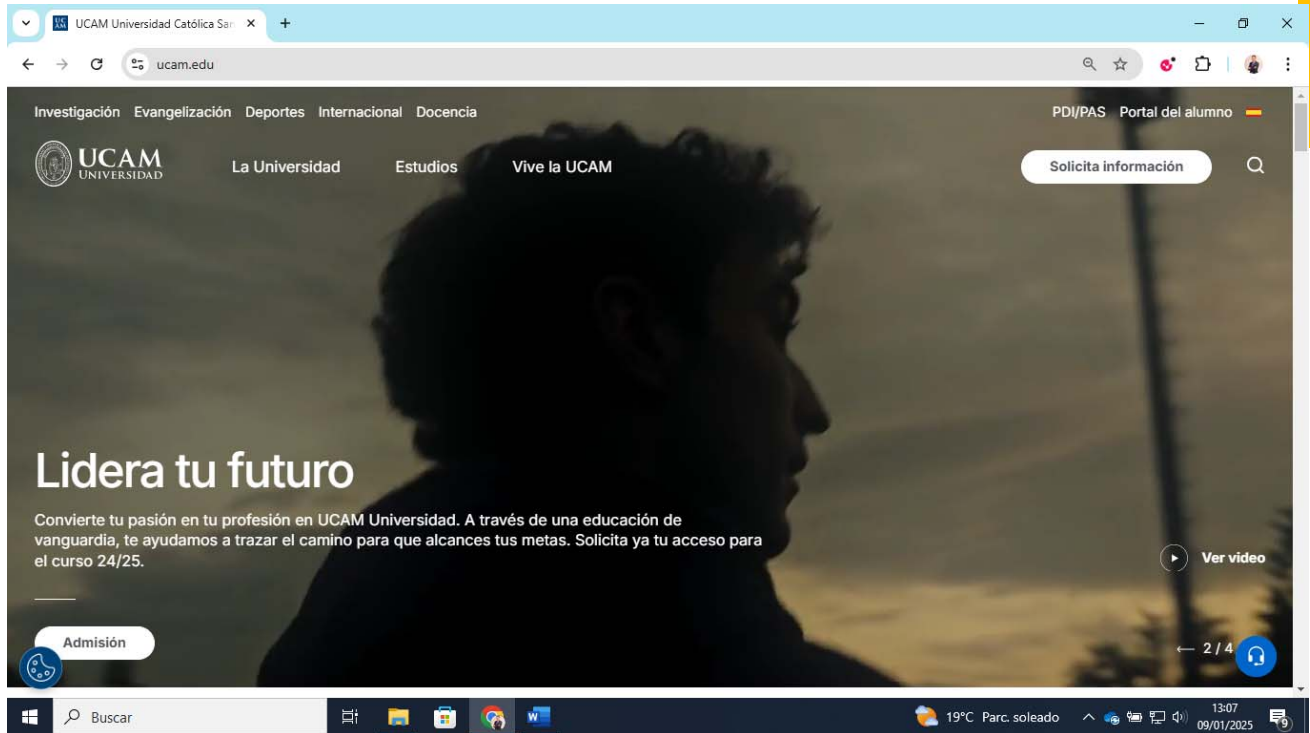 UCAM Universidad Católica San
ucam.edu
Investigación Evangelización Deportes Internacional Docencia
PDI/PAS Portal del alumno
UCAM
UNIVERSIDAD
La Universidad Estudios Vive la UCAM
Solicita información
Lidera tu futuro
Convierte tu pasión en tu profesión en UCAM Universidad. A través de una educación de
vanguardia, te ayudamos a trazar el camino para que alcances tus metas. Solicita ya tu acceso para
el curso 24/25.
Ver video
Admisión
← 2 / 4
Buscar
19°C Parc. soleado
13:07
09/01/2025
9